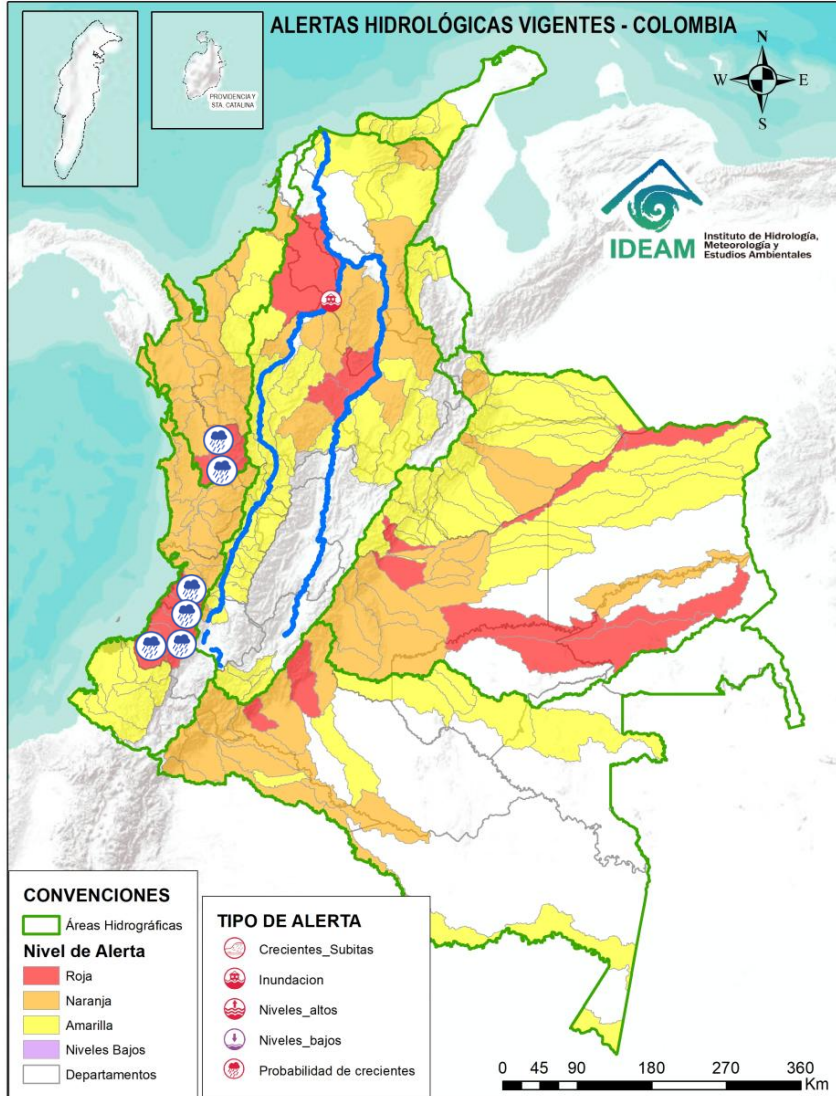 ALERTAS HIDROLÓGICAS VIGENTES - COLOMBIA
PROVIDENCIA Y
STA. CATALINA
N
W
E
S
IDEAM
Instituto de Hidrología,
Meteorología y
Estudios Ambientales
CONVENCIONES
Áreas Hidrográficas
Nivel de Alerta
Roja
Naranja
Amarilla
Niveles Bajos
Departamentos
TIPO DE ALERTA
Crecientes_Subitas
Inundacion
Niveles_altos
Niveles_bajos
Probabilidad de crecientes
0 45 90 180 270 360
Km